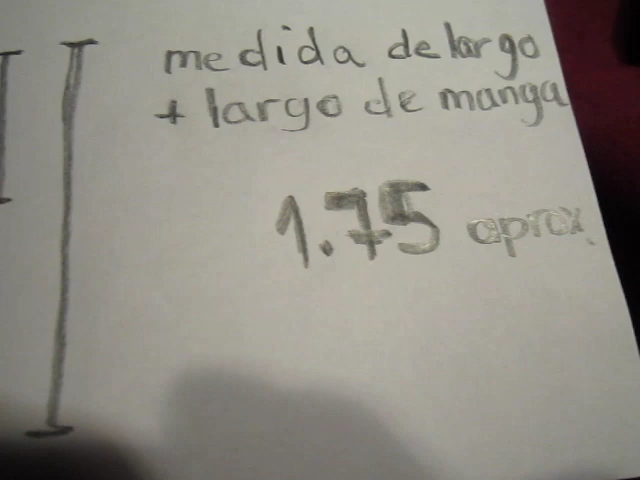 medida de largo
+ largo de manga
1.75 aprox.